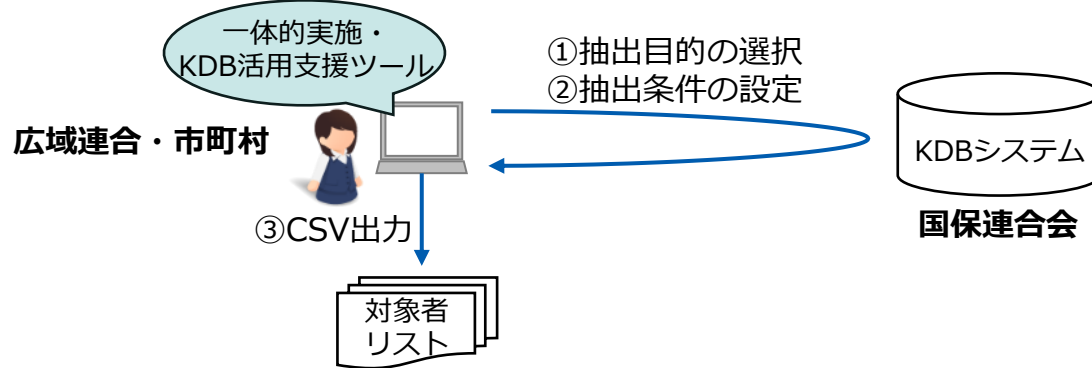 一体的実施・
KDB活用支援ツール
①抽出目的の選択
②抽出条件の設定
広域連合・市町村
KDBシステム
国保連合会
③CSV出力
対象者
リスト